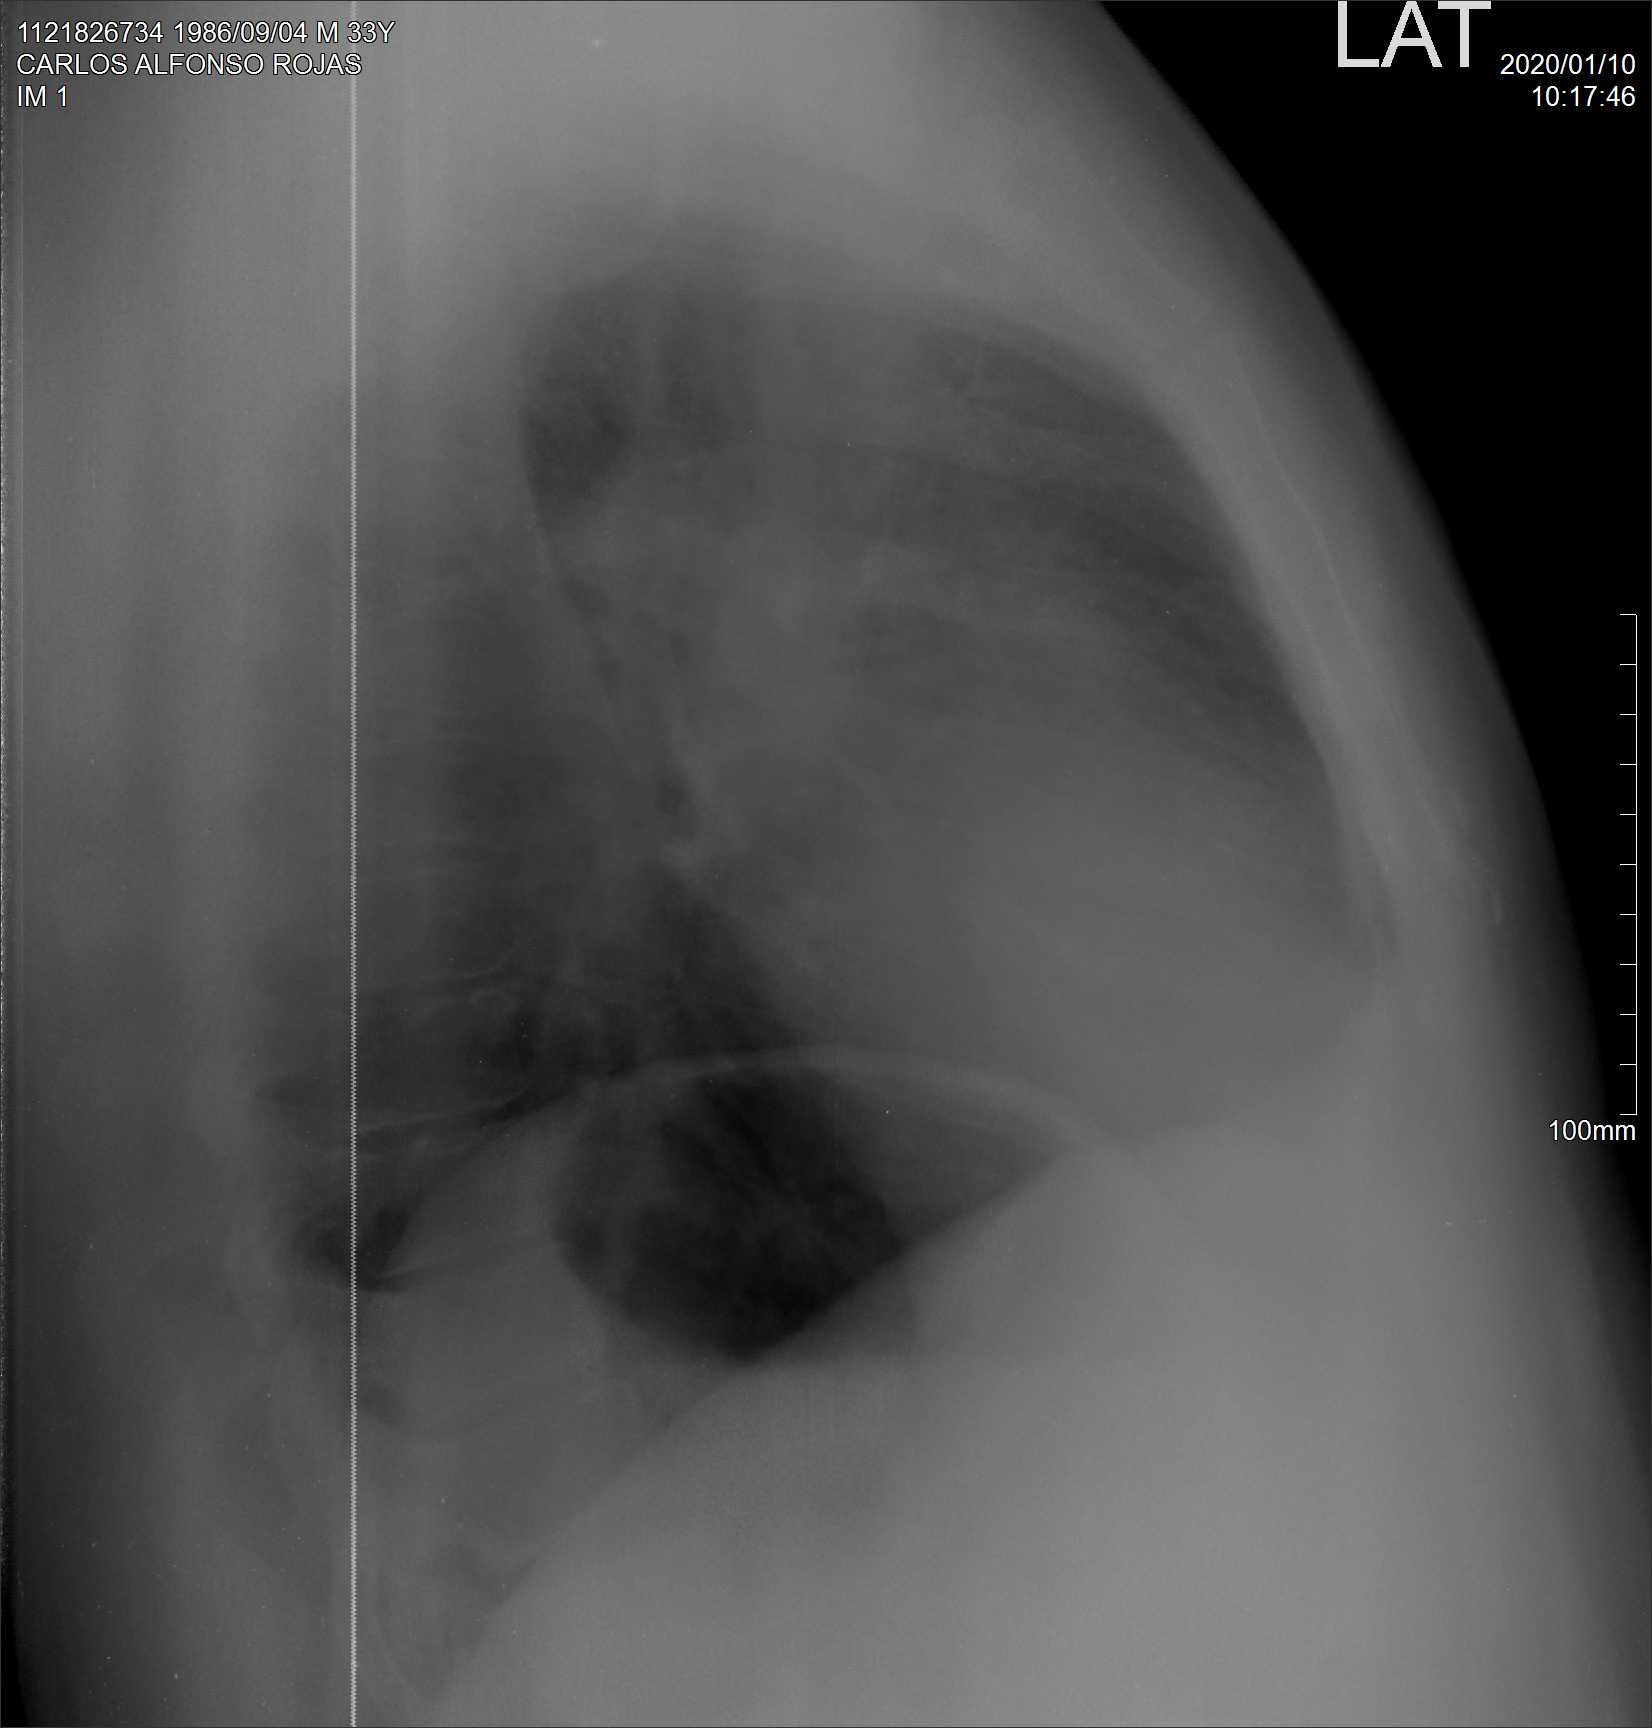 1121826734 1986/09/04 M 33Y
CARLOS ALFONSO ROJAS
IM 1
LAT
2020/01/10
10:17:46
100mm